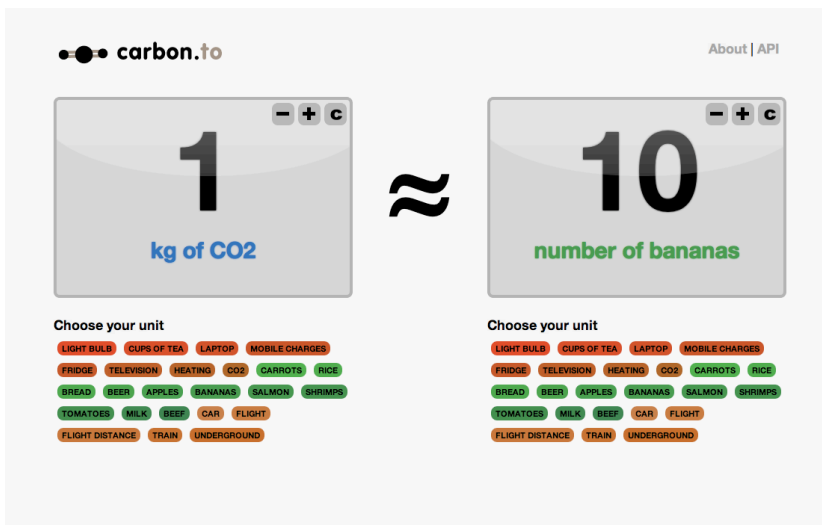 carbon.to
About | API
- + c
1
kg of CO2
≈
- + c
10
number of bananas
Choose your unit
LIGHT BULB CUPS OF TEA LAPTOP MOBILE CHARGES
FRIDGE TELEVISION HEATING CO2 CARROTS RICE
BREAD BEER APPLES BANANAS SALMON SHRIMPS
TOMATOES MILK BEEF CAR FLIGHT
FLIGHT DISTANCE TRAIN UNDERGROUND
Choose your unit
LIGHT BULB CUPS OF TEA LAPTOP MOBILE CHARGES
FRIDGE TELEVISION HEATING CO2 CARROTS RICE
BREAD BEER APPLES BANANAS SALMON SHRIMPS
TOMATOES MILK BEEF CAR FLIGHT
FLIGHT DISTANCE TRAIN UNDERGROUND